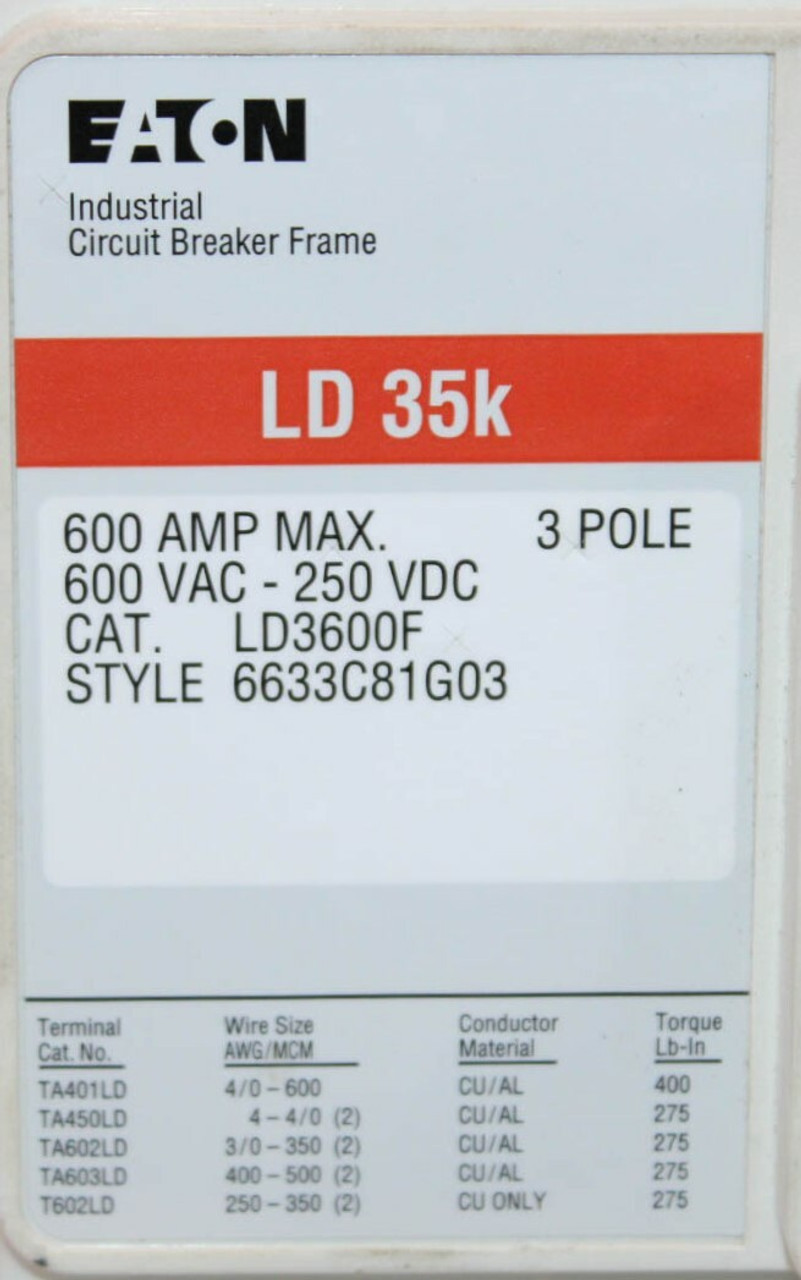 EATON
Industrial
Circuit Breaker Frame
LD 35k
600 AMP MAX. 3 POLE
600 VAC - 250 VDC
CAT. LD3600F
STYLE 6633C81G03
Terminal Cat. No. Wire Size AWG/MCM Conductor Material Torque Lb-In
TA401LD 4/0 – 600 CU/AL 400
TA450LD 4 – 4/0 (2) CU/AL 275
TA602LD 3/0 – 350 (2) CU/AL 275
TA603LD 400 – 500 (2) CU/AL 275
T602LD 250 – 350 (2) CU ONLY 275